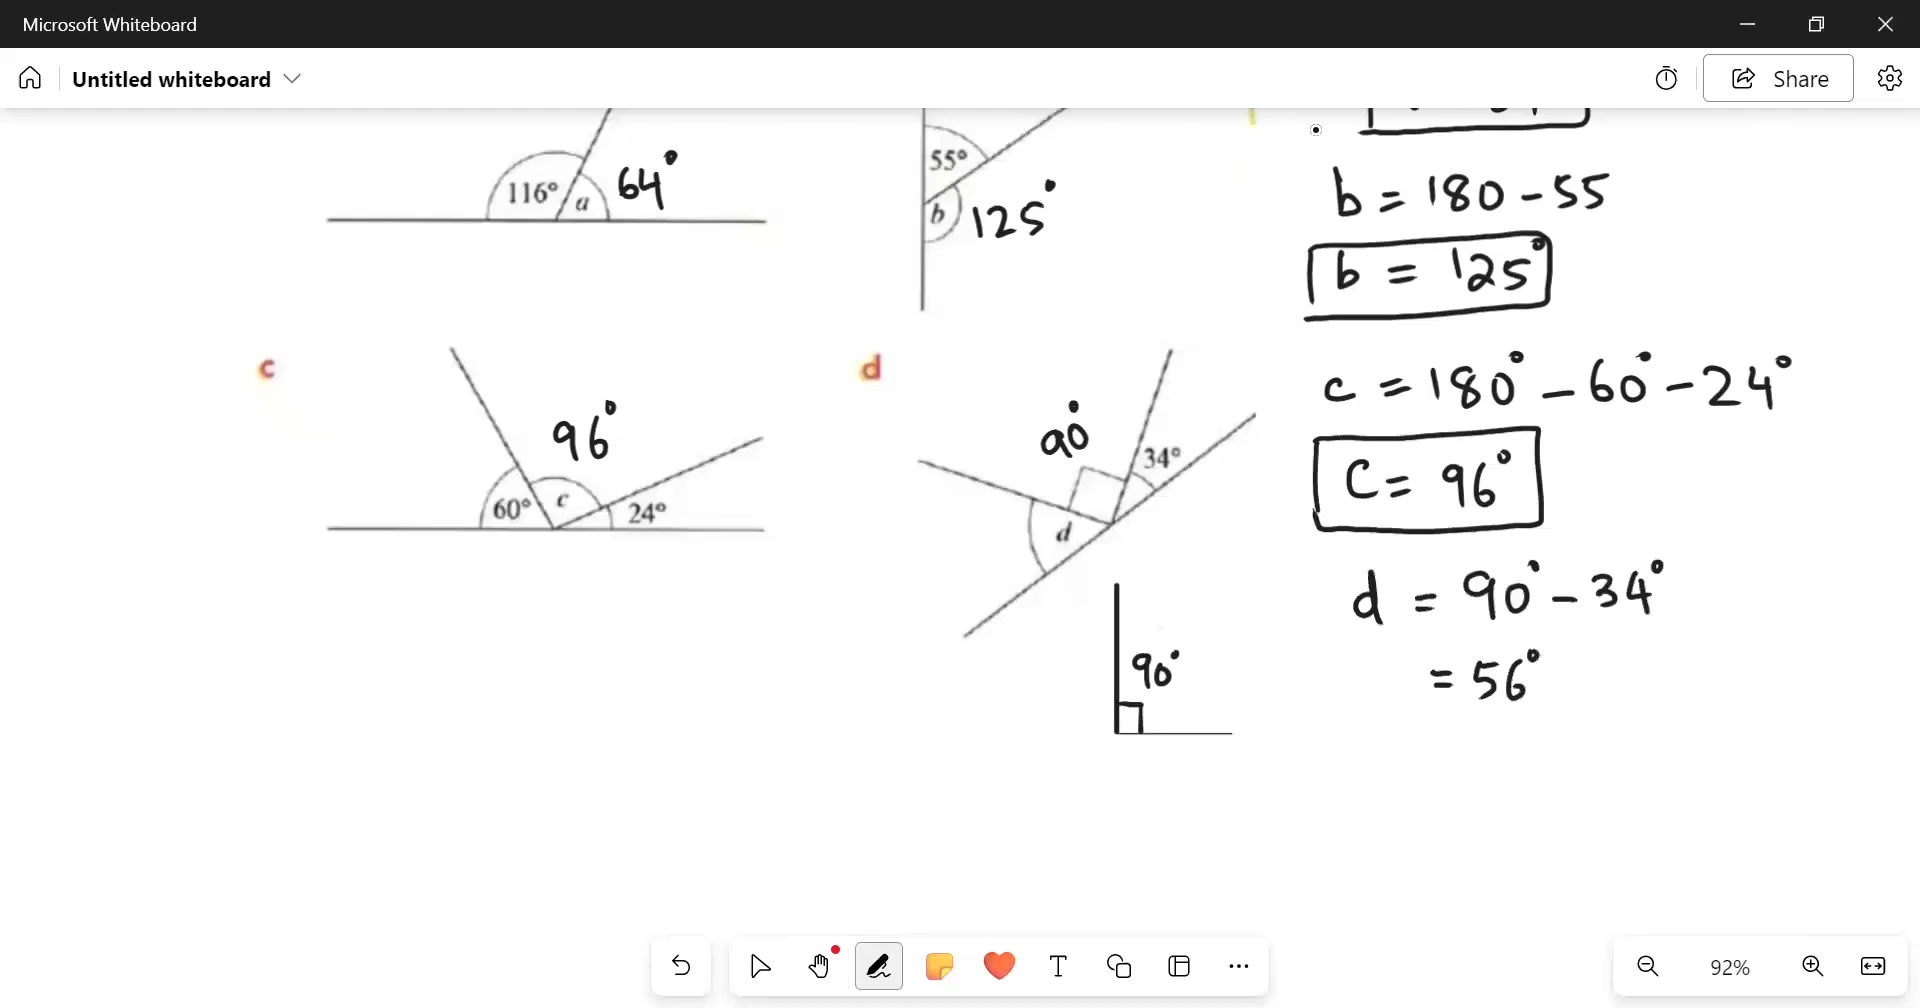 Microsoft Whiteboard
Untitled whiteboard
Share
116°
a
64°
55°
b
125°
b = 180 - 55
b = 125°
c
96°
60°
c
24°
d
90°
34°
d
90°
c = 180° - 60° - 24°
C = 96°
d = 90° - 34°
= 56°
T
92%